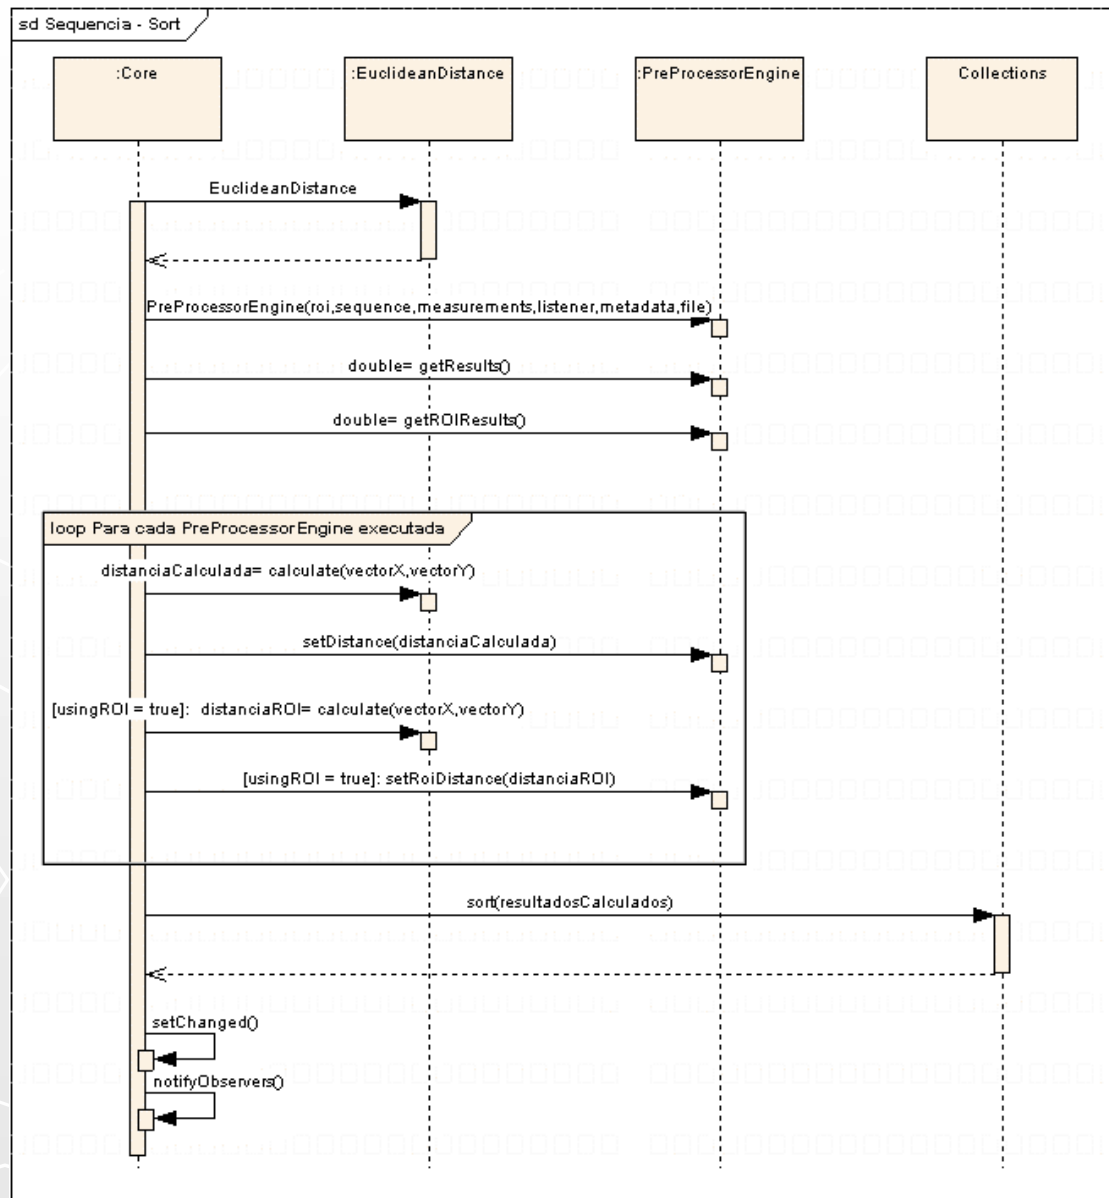 sd Sequencia - Sort
:Core
:EuclideanDistance
:PreProcessorEngine
Collections
EuclideanDistance
PreProcessorEngine(roi,sequence,measurements,listener,metadata,file)
double= getResults()
double= getROIResults()
loop Para cada PreProcessorEngine executada
distanciaCalculada= calculate(vectorX,vectorY)
setDistance(distanciaCalculada)
[usingROI = true]: distanciaROI= calculate(vectorX,vectorY)
[usingROI = true]: setRoiDistance(distanciaROI)
sort(resultadosCalculados)
setChanged()
notifyObservers()